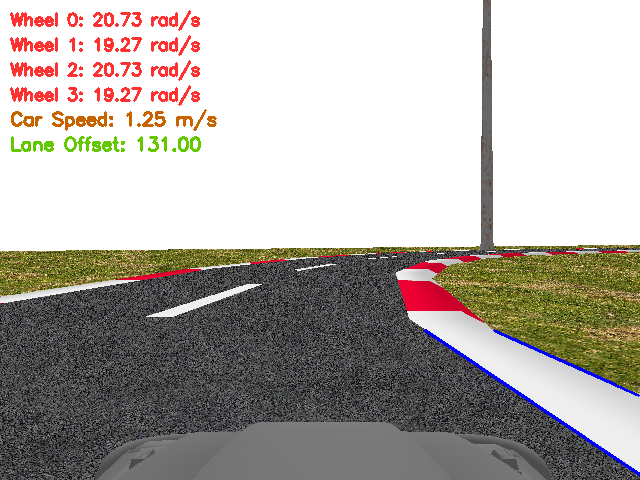 Wheel 0: 20.73 rad/s
Wheel 1: 19.27 rad/s
Wheel 2: 20.73 rad/s
Wheel 3: 19.27 rad/s
Car Speed: 1.25 m/s
Lane Offset: 131.00